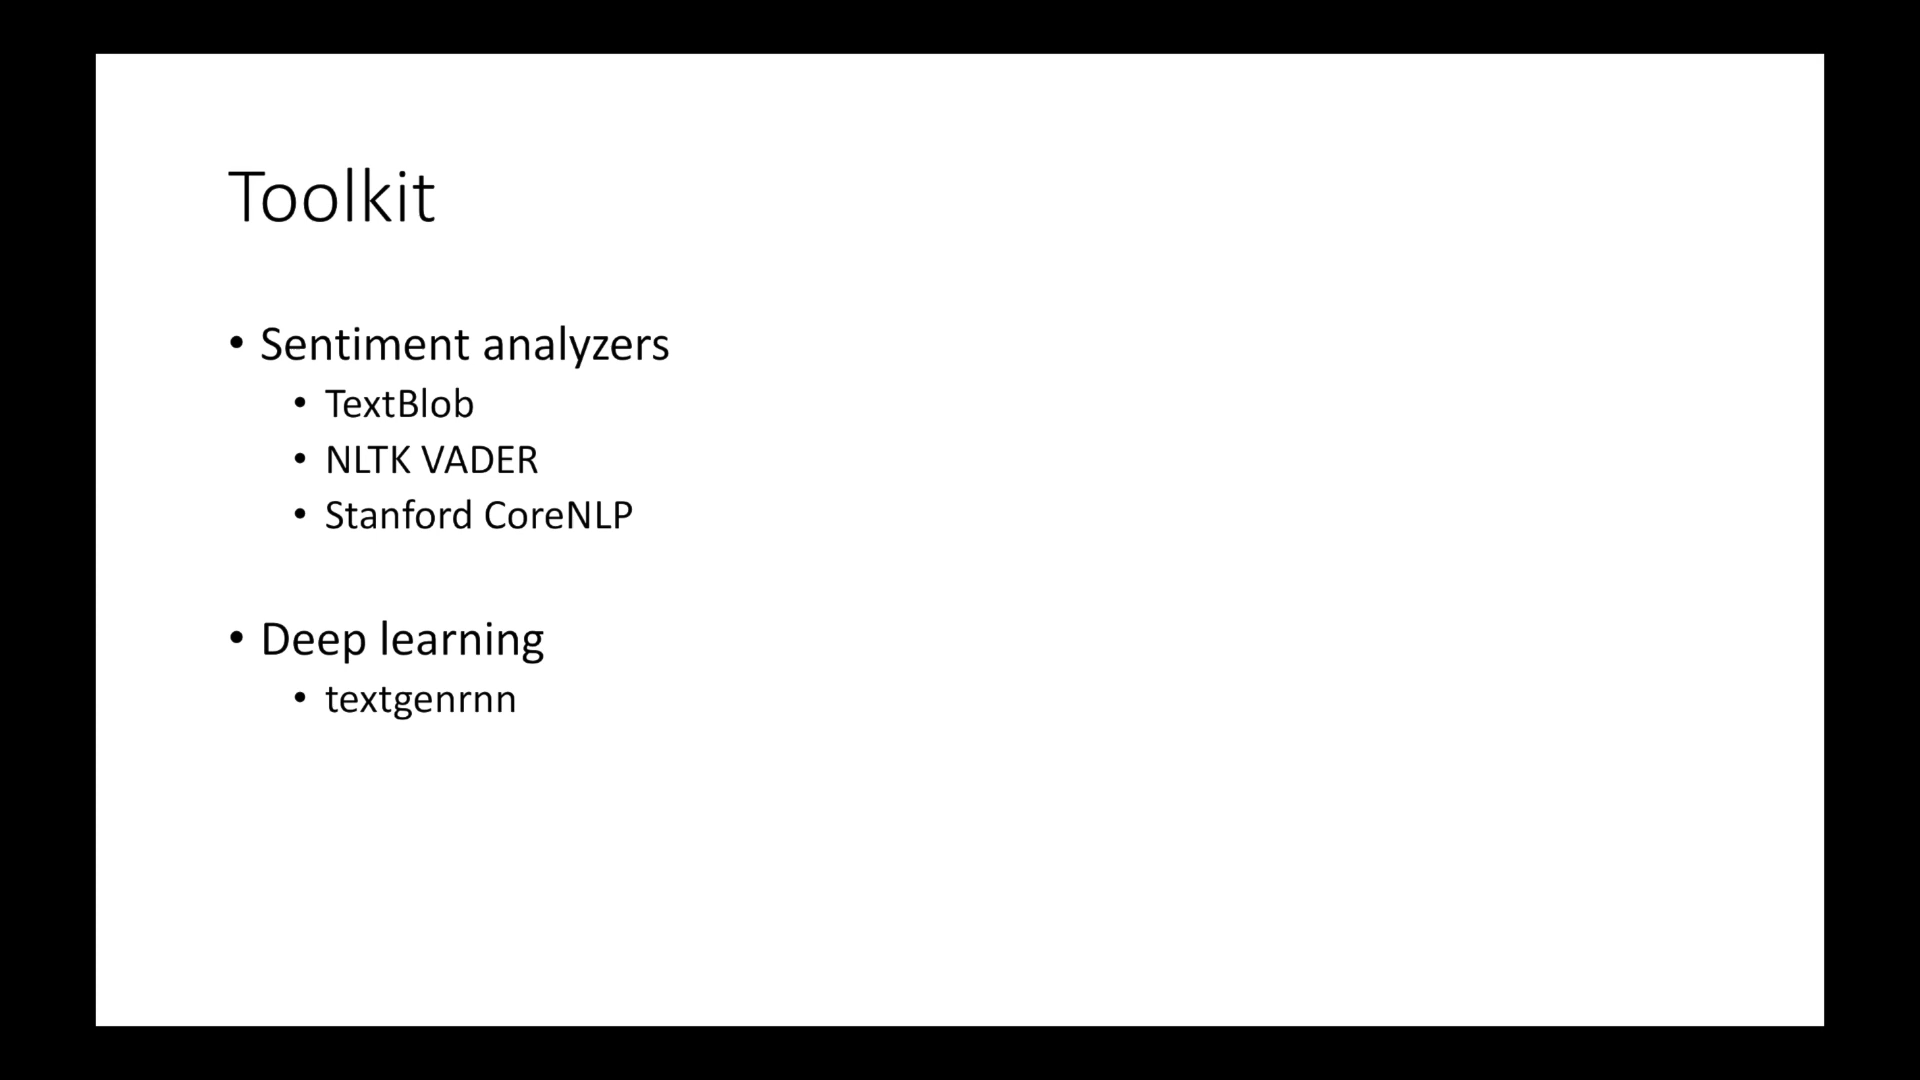 Toolkit
• Sentiment analyzers
• TextBlob
• NLTK VADER
• Stanford CoreNLP
• Deep learning
• textgenrnn